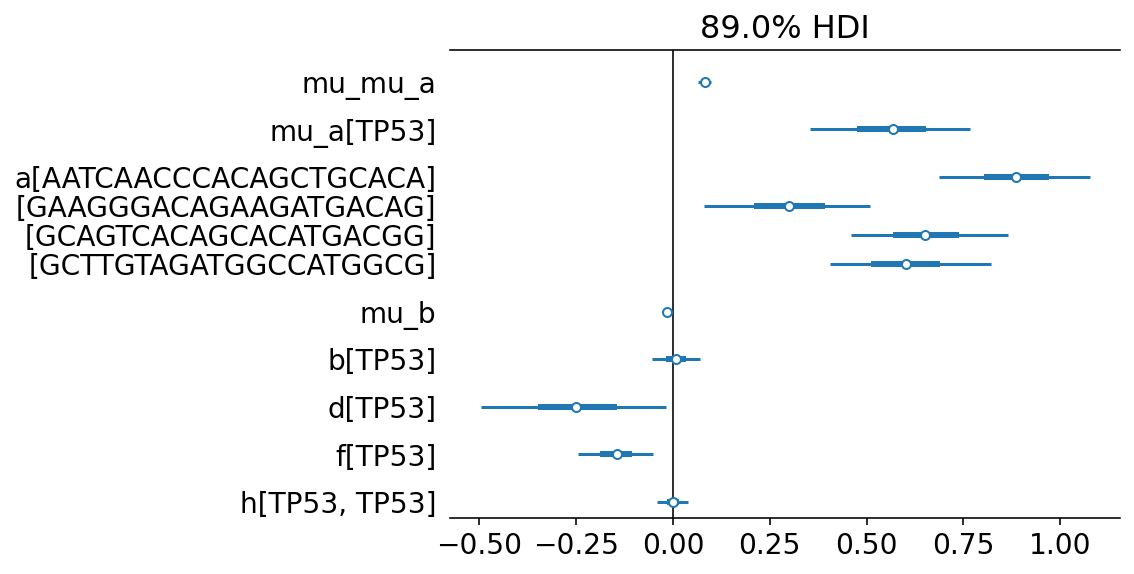 89.0% HDI
mu_mu_a
mu_a[TP53]
a[AATCAACCCACAGCTGCACA]
[GAAGGGACAGAAGATGACAG]
[GCAGTCACAGCACATGACGG]
[GCTTGTAGATGGCCATGGCG]
mu_b
b[TP53]
d[TP53]
f[TP53]
h[TP53, TP53]
−0.50 −0.25 0.00 0.25 0.50 0.75 1.00